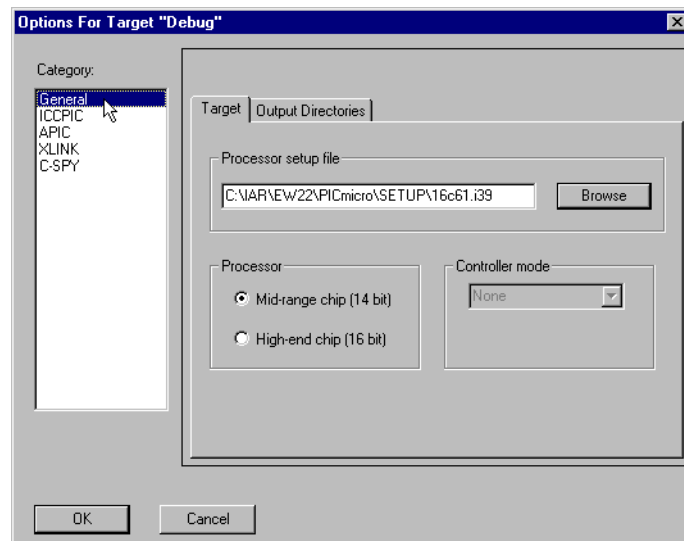 Options For Target "Debug"
Category:
General
ICCPIC
APIC
XLINK
C-SPY
Target
Output Directories
Processor setup file
C:\IAR\EW22\PICmicro\SETUP\16c61.i39
Browse
Processor
Mid-range chip (14 bit)
High-end chip (16 bit)
Controller mode
None
OK
Cancel